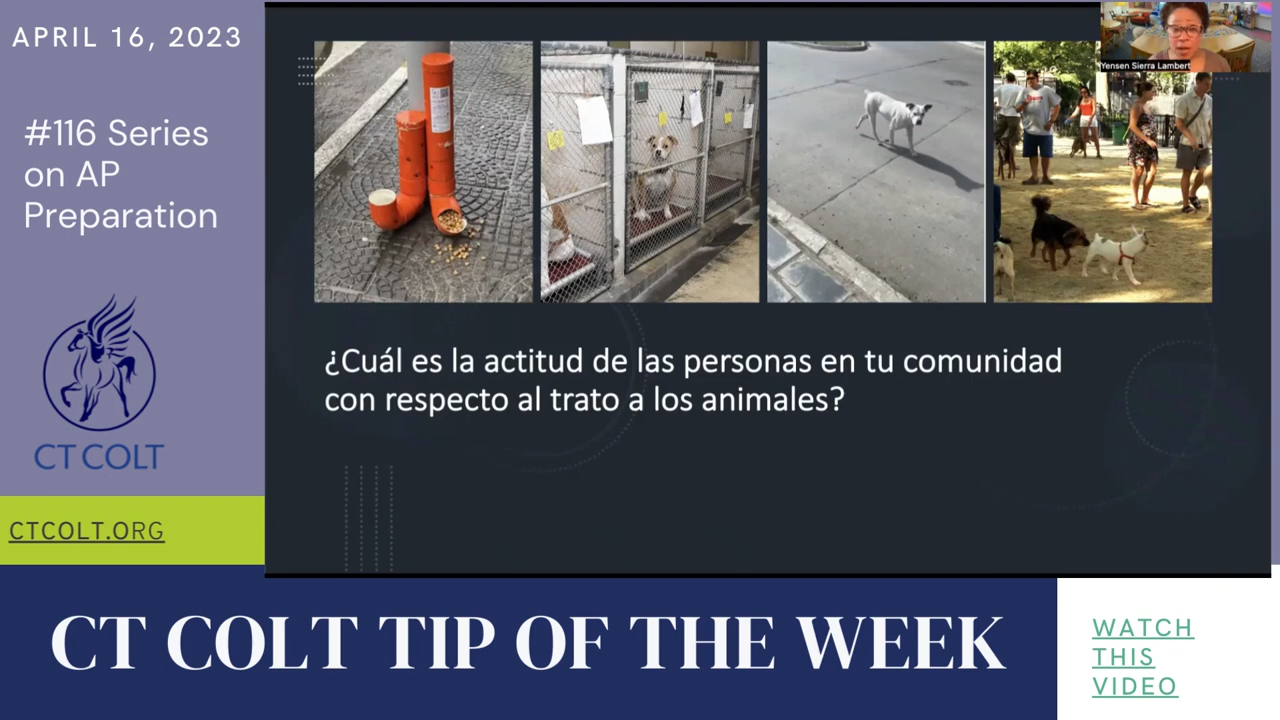 APRIL 16, 2023
#116 Series
on AP
Preparation
CT COLT
CTCOLT.ORG
Yensen Sierra Lambert
¿Cuál es la actitud de las personas en tu comunidad
con respecto al trato a los animales?
CT COLT TIP OF THE WEEK
WATCH
THIS
VIDEO